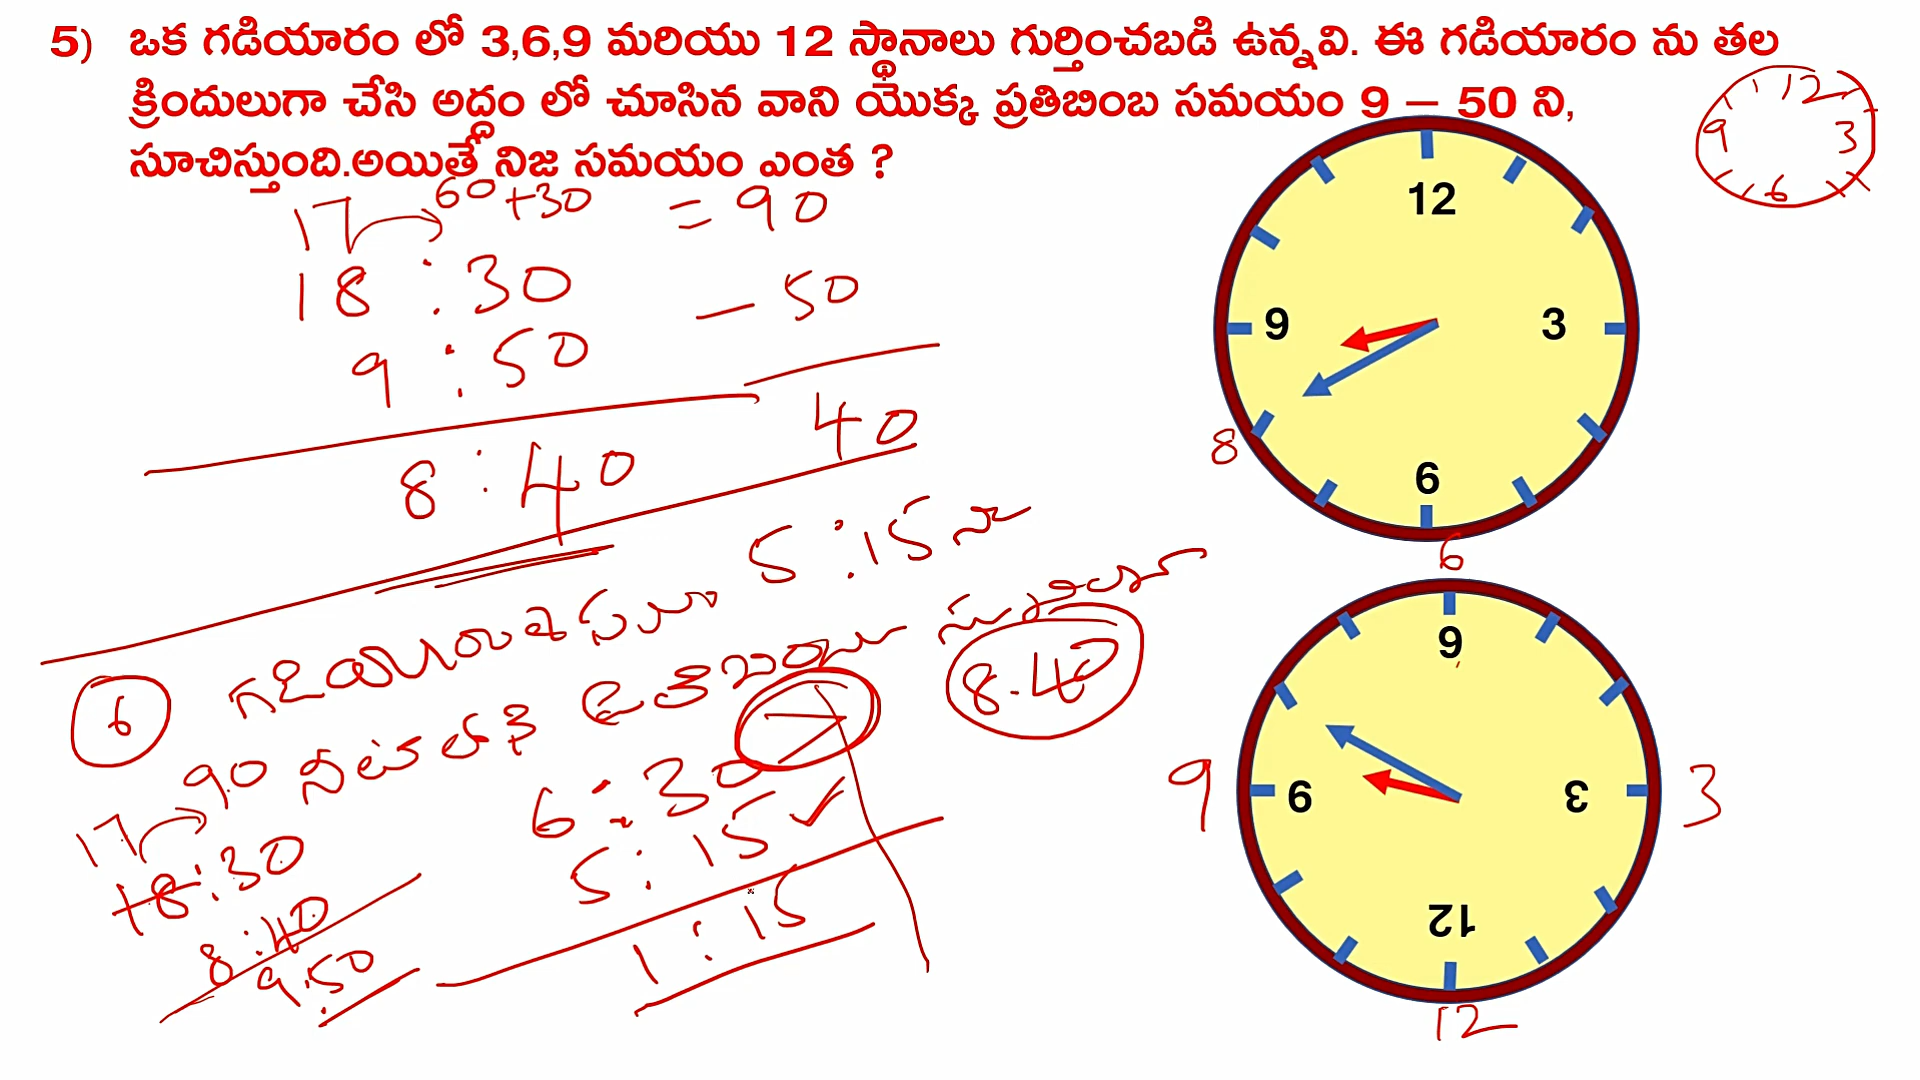 5) ఒక గడియారం లో 3,6,9 మరియు 12 స్థానాలు గుర్తించబడి ఉన్నవి. ఈ గడియారం ను తల
క్రిందులుగా చేసి అద్దం లో చూసిన వాని యొక్క ప్రతిబింబ సమయం 9 – 50 ని,
సూచిస్తుంది.అయితే నిజ సమయం ఎంత ?
12
9 3
6
17 60+30 = 90
18 : 30 - 50
9 : 50
40
8 : 40
12
9 3
6
8
6
5:15
6
8.40
90
6 : 30
5 : 15 ✓
1 : 15
17
18:30
8:40
9.50
6
9 9 3 3
12
12